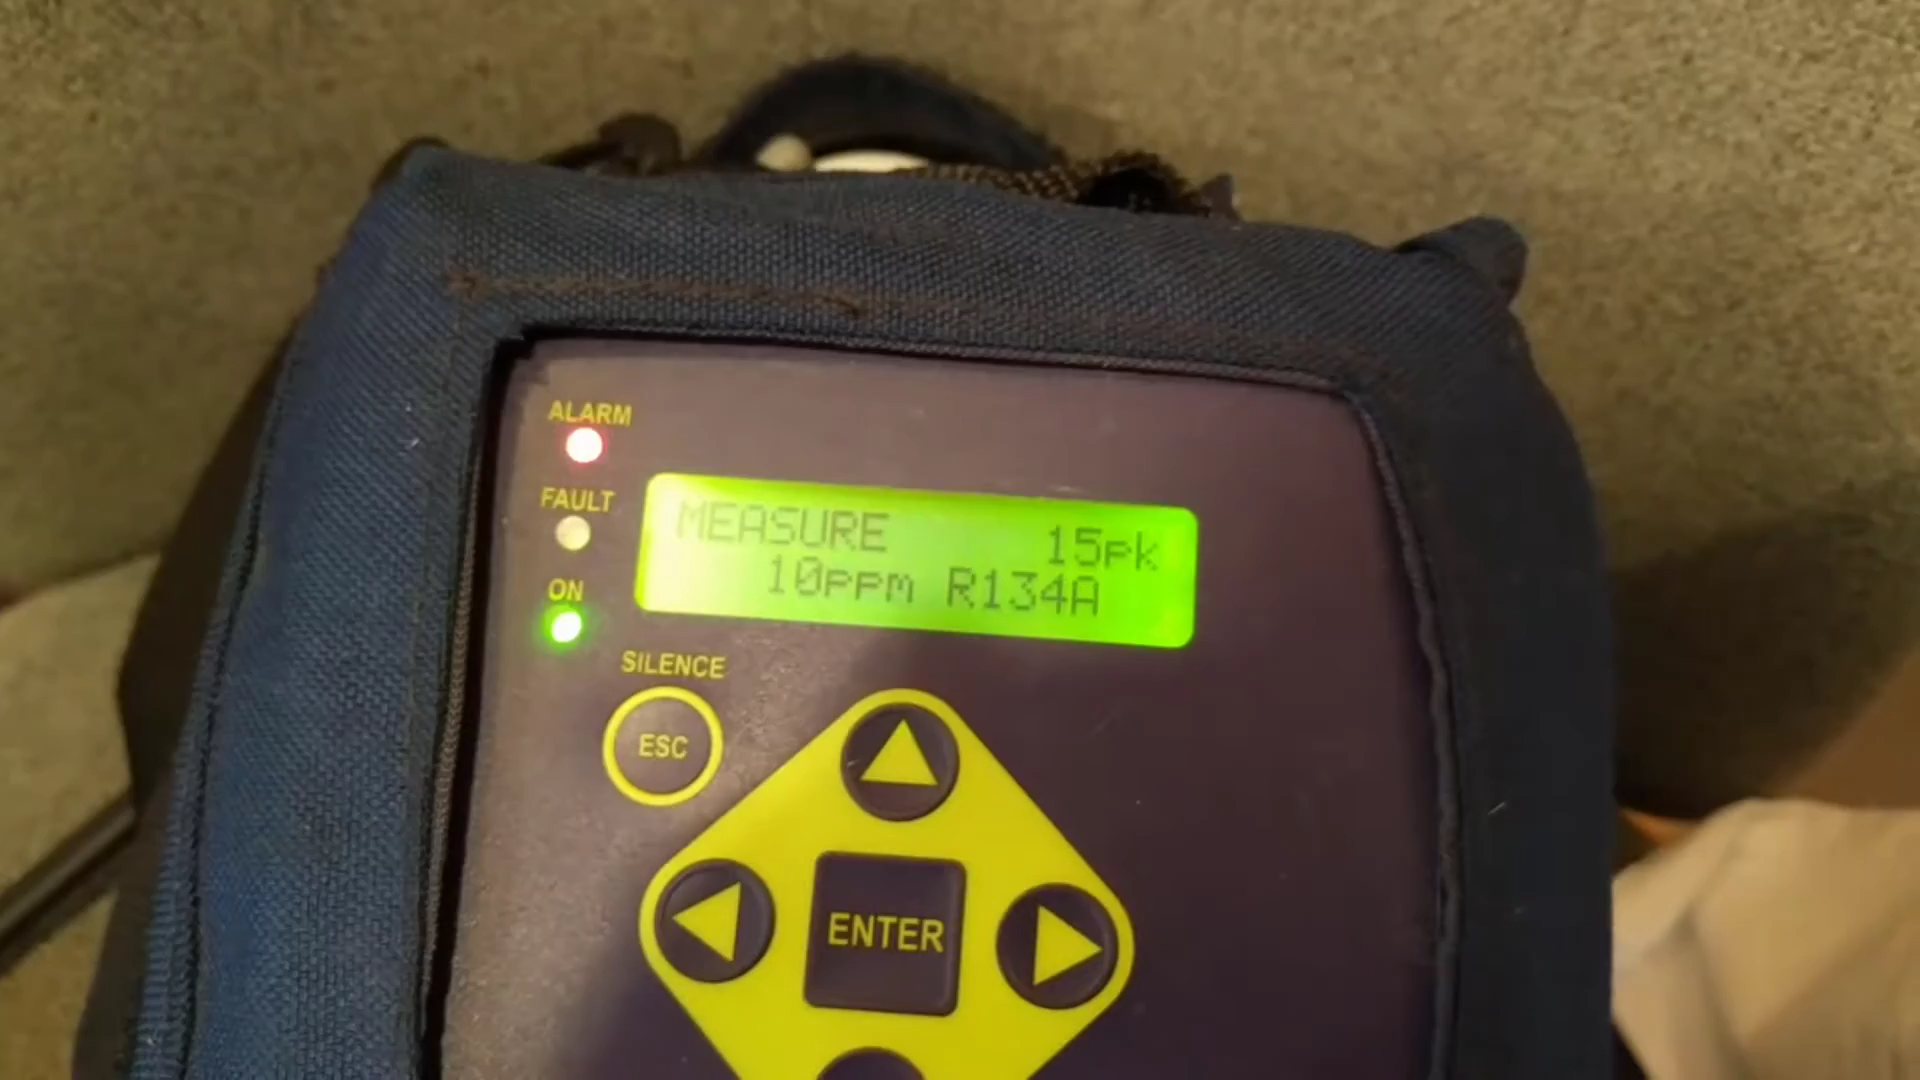 ALARM
FAULT
MEASURE 15pk
10ppm R134A
ON
SILENCE
ESC
ENTER